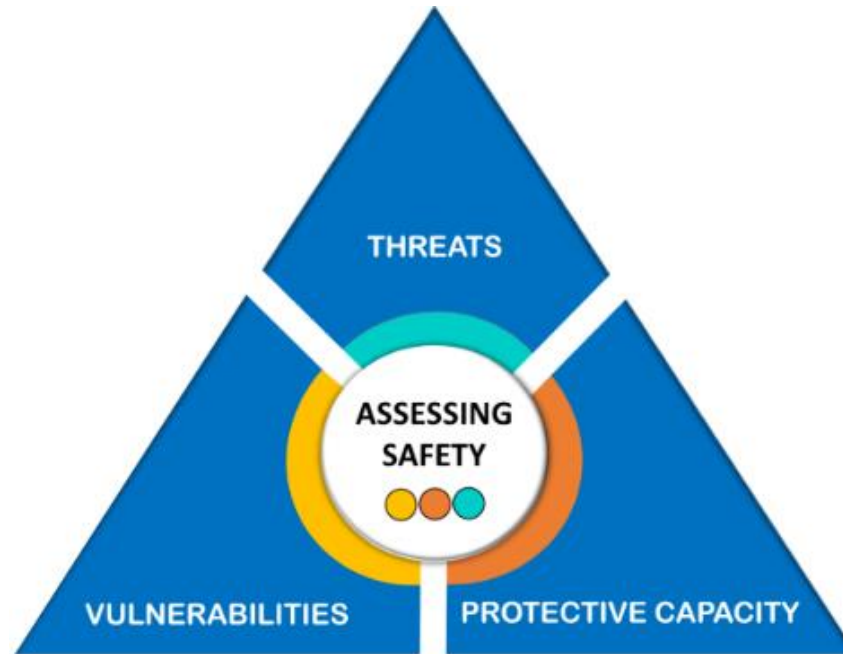 THREATS
ASSESSING
SAFETY
VULNERABILITIES
PROTECTIVE CAPACITY